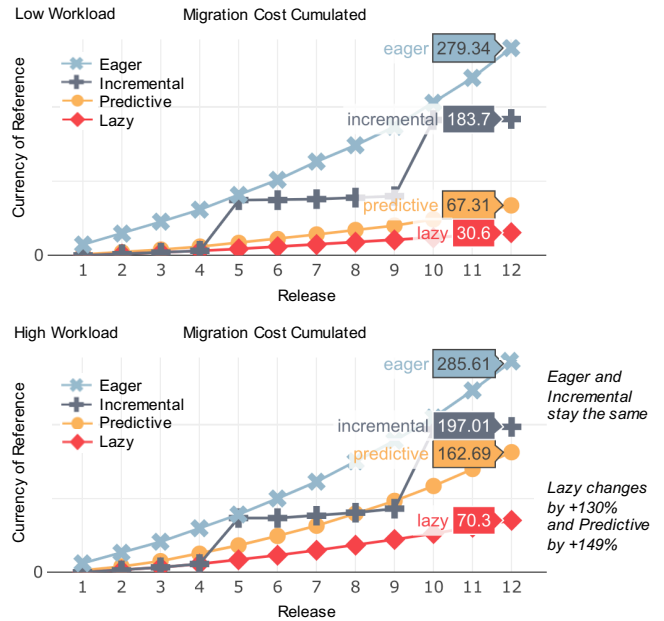 Low Workload
Migration Cost Cumulated
Currency of Reference
Eager
Incremental
Predictive
Lazy
eager 279.34
incremental 183.7
predictive 67.31
lazy 30.6
0
1 2 3 4 5 6 7 8 9 10 11 12
Release
High Workload
Migration Cost Cumulated
Currency of Reference
Eager
Incremental
Predictive
Lazy
eager 285.61
incremental 197.01
predictive 162.69
lazy 70.3
0
1 2 3 4 5 6 7 8 9 10 11 12
Release
Eager and
Incremental
stay the same
Lazy changes
by +130%
and Predictive
by +149%